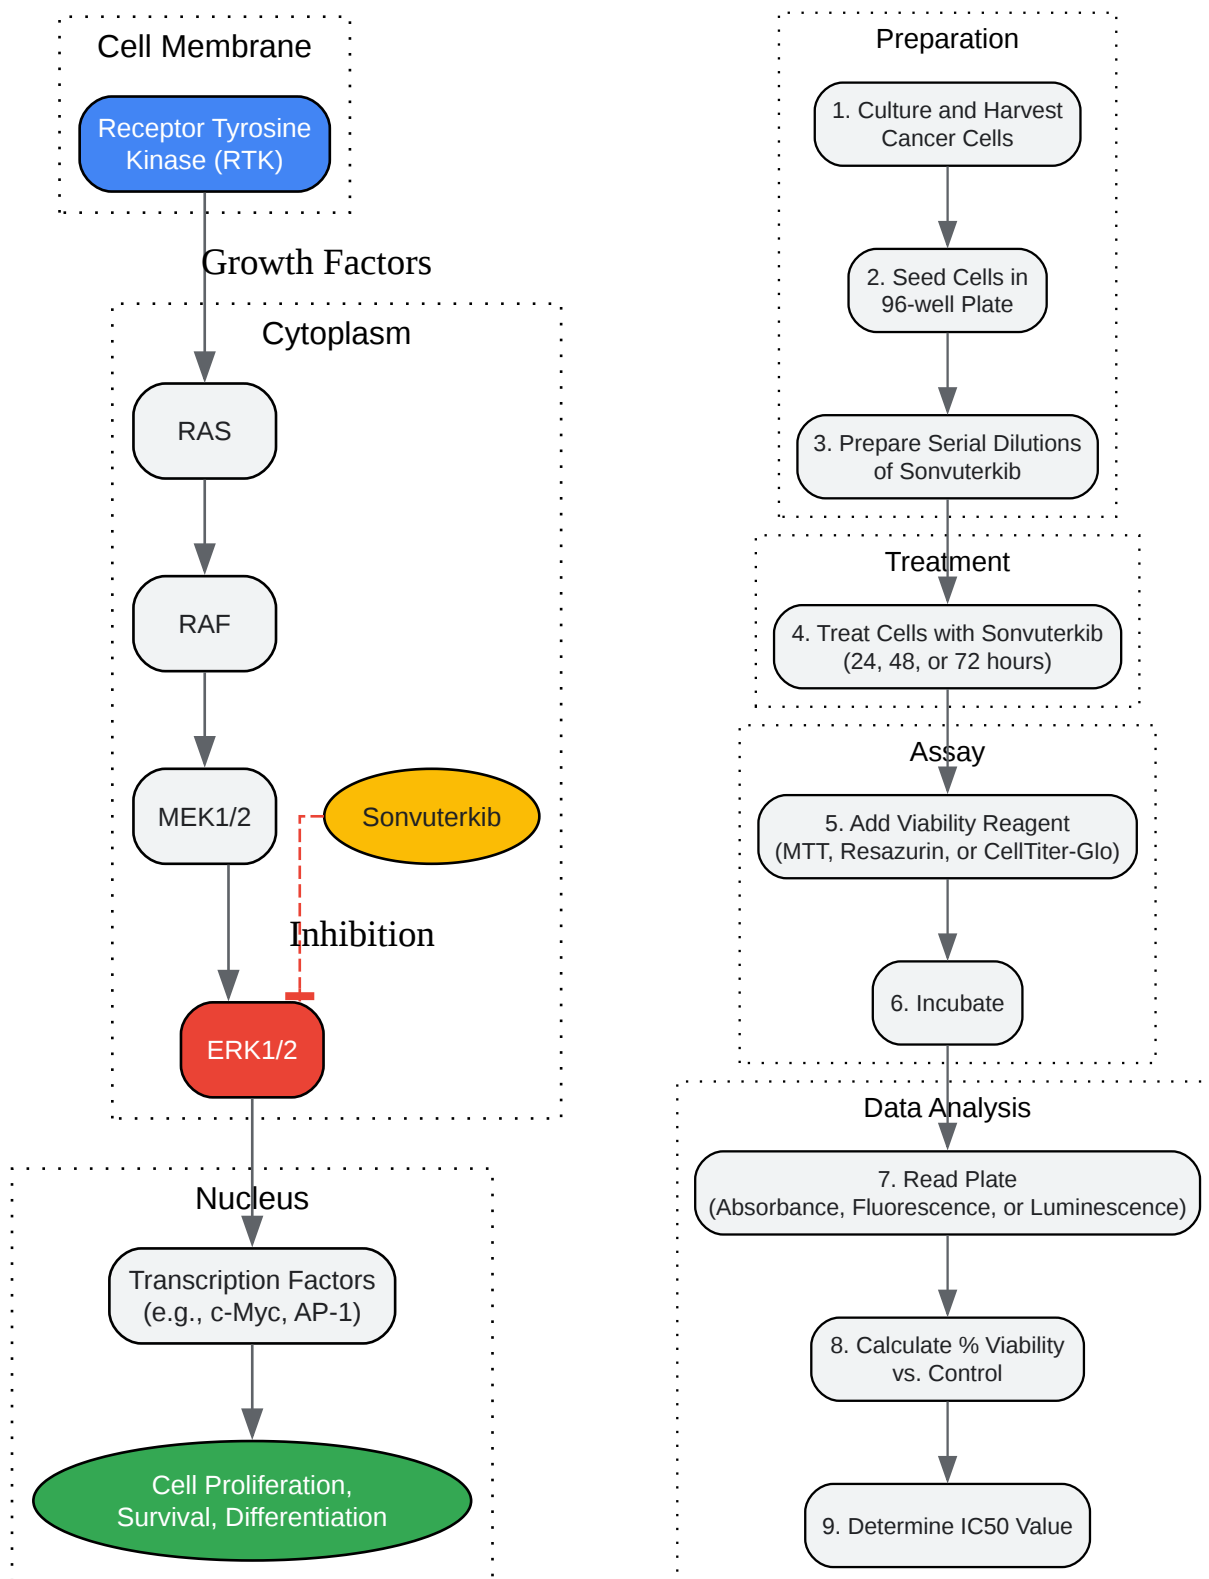 Cell Membrane
Receptor Tyrosine
Kinase (RTK)
Growth Factors
Cytoplasm
RAS
RAF
MEK1/2
Sonvuterkib
Inhibition
ERK1/2
Nucleus
Transcription Factors
(e.g., c-Myc, AP-1)
Cell Proliferation,
Survival, Differentiation
Preparation
1. Culture and Harvest
Cancer Cells
2. Seed Cells in
96-well Plate
3. Prepare Serial Dilutions
of Sonvuterkib
Treatment
4. Treat Cells with Sonvuterkib
(24, 48, or 72 hours)
Assay
5. Add Viability Reagent
(MTT, Resazurin, or CellTiter-Glo)
6. Incubate
Data Analysis
7. Read Plate
(Absorbance, Fluorescence, or Luminescence)
8. Calculate % Viability
vs. Control
9. Determine IC50 Value